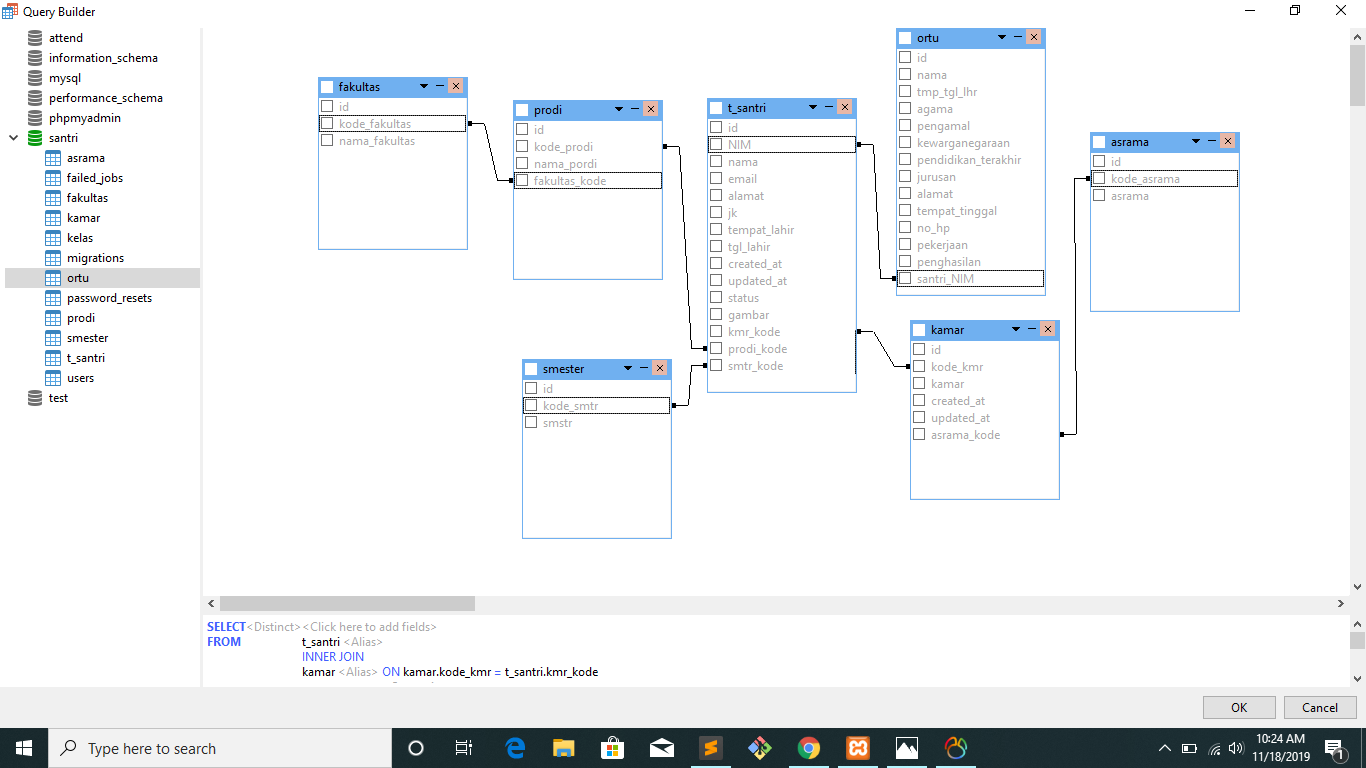 Query Builder
attend
information_schema
mysql
performance_schema
phpmyadmin
santri
asrama
failed_jobs
fakultas
kamar
kelas
migrations
ortu
password_resets
prodi
smester
t_santri
users
test
fakultas
id
kode_fakultas
nama_fakultas
prodi
id
kode_prodi
nama_pordi
fakultas_kode
smester
id
kode_smtr
smstr
t_santri
id
NIM
nama
email
alamat
jk
tempat_lahir
tgl_lahir
created_at
updated_at
status
gambar
kmr_kode
prodi_kode
smtr_kode
ortu
id
nama
tmp_tgl_lhr
agama
pengamal
kewarganegaraan
pendidikan_terakhir
jurusan
alamat
tempat_tinggal
no_hp
pekerjaan
penghasilan
santri_NIM
kamar
id
kode_kmr
kamar
created_at
updated_at
asrama_kode
asrama
id
kode_asrama
asrama
SELECT <Distinct> <Click here to add fields>
FROM t_santri <Alias>
INNER JOIN
kamar <Alias> ON kamar.kode_kmr = t_santri.kmr_kode
OK Cancel
Type here to search
10:24 AM
11/18/2019
1